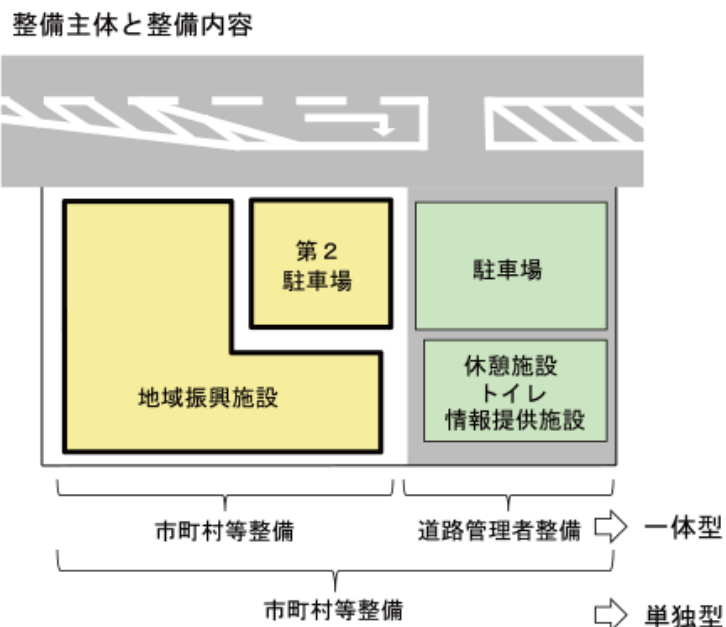 整備主体と整備内容
第2
駐車場
駐車場
地域振興施設
休憩施設
トイレ
情報提供施設
市町村等整備
道路管理者整備
一体型
市町村等整備
単独型